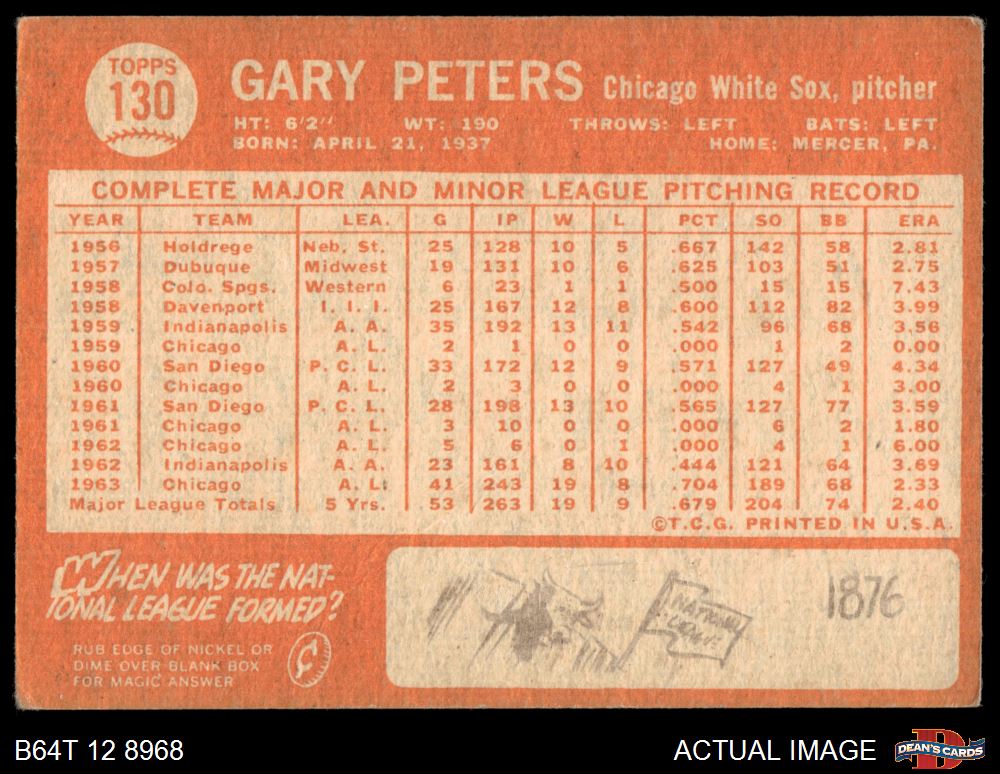 TOPPS
130
GARY PETERS Chicago White Sox, pitcher
HT: 6'2" WT: 190 THROWS: LEFT BATS: LEFT
BORN: APRIL 21, 1937 HOME: MERCER, PA.
COMPLETE MAJOR AND MINOR LEAGUE PITCHING RECORD
YEAR TEAM LEA. G IP W L PCT SO BB ERA
1956 Holdrege Neb. St. 25 128 10 5 .667 142 58 2.81
1957 Dubuque Midwest 19 131 10 6 .625 103 51 2.75
1958 Colo. Spgs. Western 6 23 1 1 .500 15 15 7.43
1958 Davenport I. I. I. 25 167 12 8 .600 112 82 3.99
1959 Indianapolis A. A. 35 192 13 11 .542 96 68 3.56
1959 Chicago A. L. 2 1 0 0 .000 1 2 0.00
1960 San Diego P. C. L. 33 172 12 9 .571 127 49 4.34
1960 Chicago A. L. 2 3 0 0 .000 4 1 3.00
1961 San Diego P. C. L. 28 198 13 10 .565 127 77 3.59
1961 Chicago A. L. 3 10 0 0 .000 6 2 1.80
1962 Chicago A. L. 5 6 0 1 .000 4 1 6.00
1962 Indianapolis A. A. 23 161 8 10 .444 121 64 3.69
1963 Chicago A. L. 41 243 19 8 .704 189 68 2.33
Major League Totals 5 Yrs. 53 263 19 9 .679 204 74 2.40
©T.C.G. PRINTED IN U.S.A.
WHEN WAS THE NAT-
IONAL LEAGUE FORMED?
RUB EDGE OF NICKEL OR
DIME OVER BLANK BOX
FOR MAGIC ANSWER
NATIONAL
LEAGUE
1876
B64T 12 8968
ACTUAL IMAGE
DEAN'S CARDS